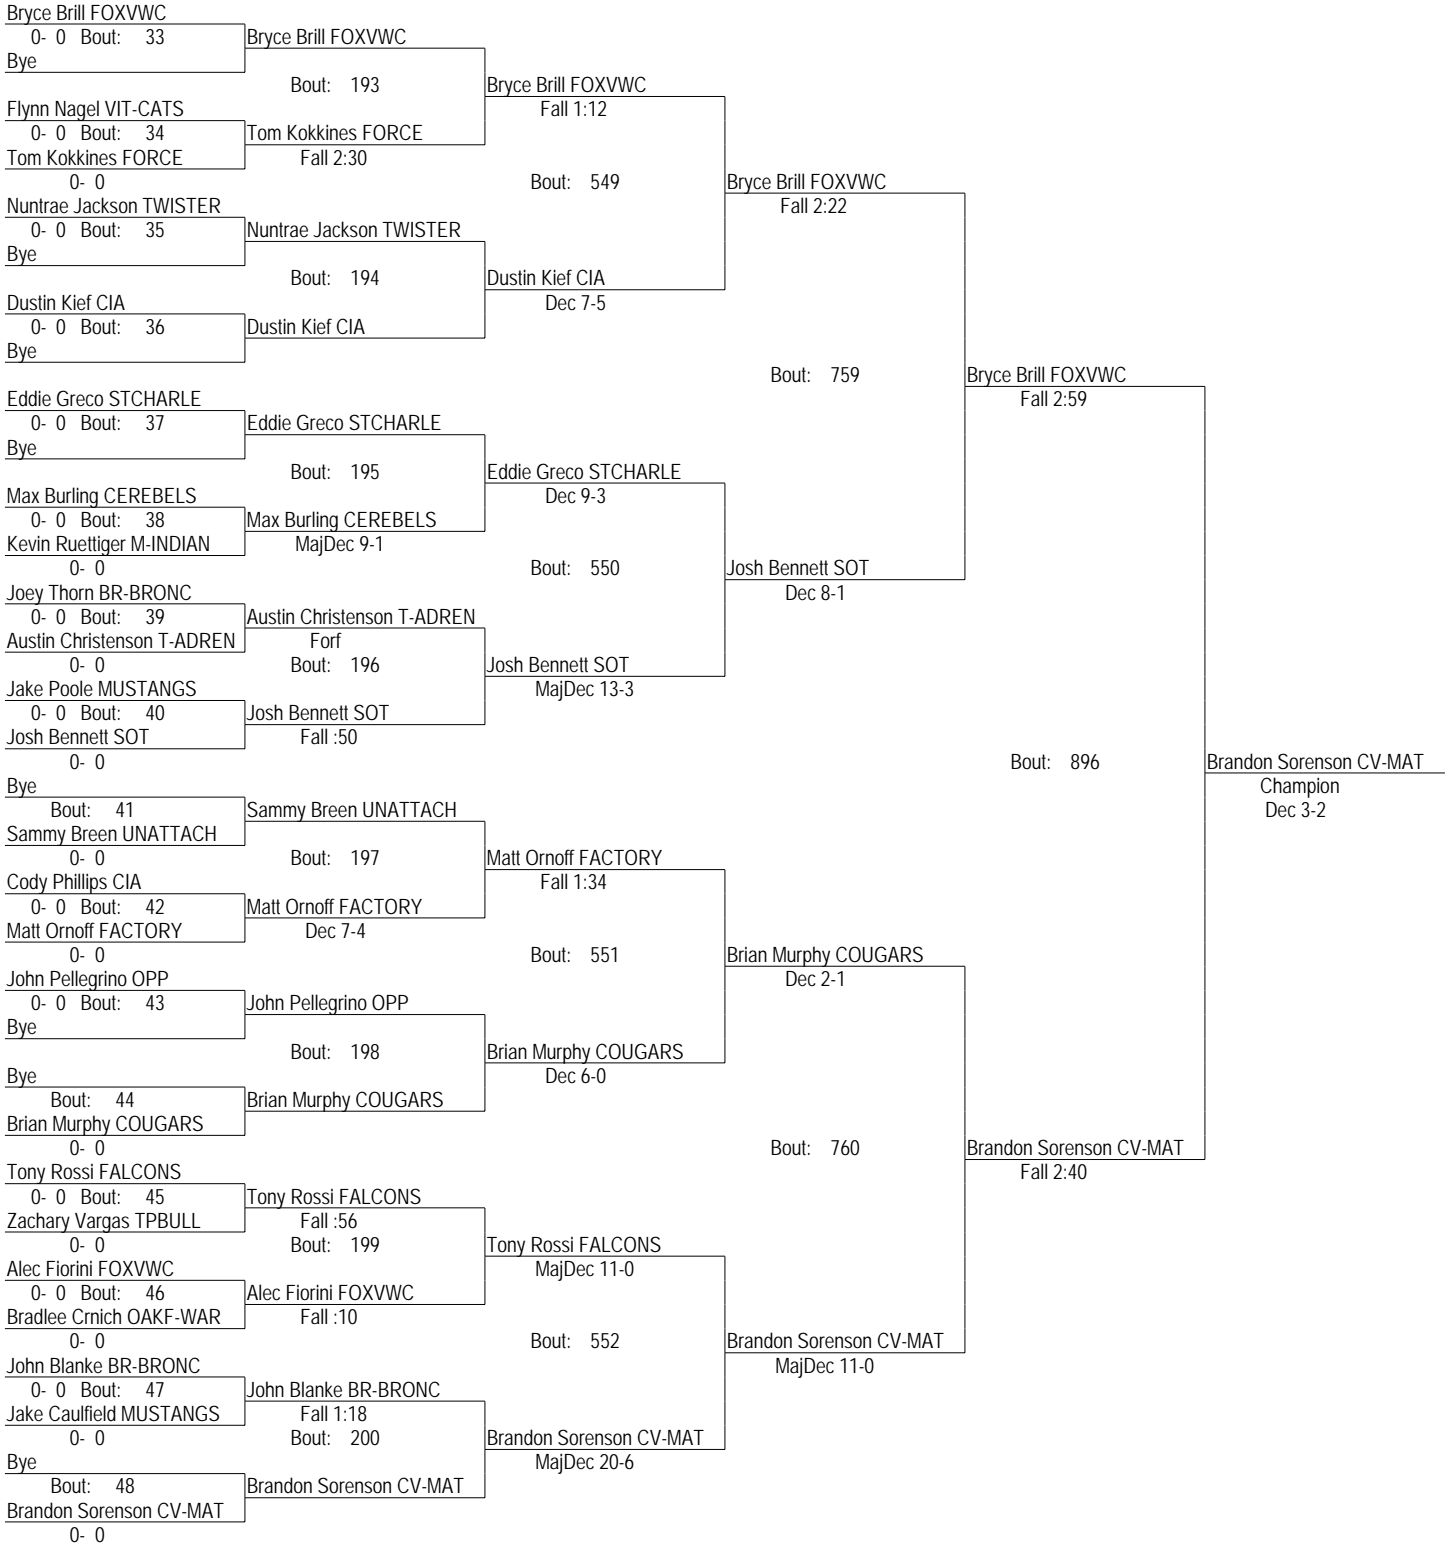 Bryce Brill FOXVWC
0- 0 Bout: 33
Bye
Bryce Brill FOXVWC
Bout: 193
Flynn Nagel VIT-CATS
0- 0 Bout: 34
Tom Kokkines FORCE
0- 0
Tom Kokkines FORCE
Fall 2:30
Bryce Brill FOXVWC
Fall 1:12
Bout: 549
Nuntrae Jackson TWISTER
0- 0 Bout: 35
Bye
Nuntrae Jackson TWISTER
Bout: 194
Dustin Kief CIA
0- 0 Bout: 36
Bye
Dustin Kief CIA
Dustin Kief CIA
Dec 7-5
Bryce Brill FOXVWC
Fall 2:22
Bout: 759
Eddie Greco STCHARLE
0- 0 Bout: 37
Bye
Eddie Greco STCHARLE
Bout: 195
Max Burling CEREBELS
0- 0 Bout: 38
Kevin Ruettiger M-INDIAN
0- 0
Max Burling CEREBELS
MajDec 9-1
Eddie Greco STCHARLE
Dec 9-3
Bout: 550
Joey Thorn BR-BRONC
0- 0 Bout: 39
Austin Christenson T-ADREN
0- 0
Austin Christenson T-ADREN
Forf
Bout: 196
Jake Poole MUSTANGS
0- 0 Bout: 40
Josh Bennett SOT
0- 0
Josh Bennett SOT
Fall :50
Josh Bennett SOT
MajDec 13-3
Josh Bennett SOT
Dec 8-1
Bryce Brill FOXVWC
Fall 2:59
Bout: 896
Bye
Bout: 41
Sammy Breen UNATTACH
0- 0
Sammy Breen UNATTACH
Bout: 197
Cody Phillips CIA
0- 0 Bout: 42
Matt Ornoff FACTORY
0- 0
Matt Ornoff FACTORY
Dec 7-4
Matt Ornoff FACTORY
Fall 1:34
Bout: 551
John Pellegrino OPP
0- 0 Bout: 43
Bye
John Pellegrino OPP
Bout: 198
Bye
Bout: 44
Brian Murphy COUGARS
0- 0
Brian Murphy COUGARS
Brian Murphy COUGARS
Dec 6-0
Brian Murphy COUGARS
Dec 2-1
Bout: 760
Tony Rossi FALCONS
0- 0 Bout: 45
Zachary Vargas TPBULL
0- 0
Tony Rossi FALCONS
Fall :56
Bout: 199
Alec Fiorini FOXVWC
0- 0 Bout: 46
Bradlee Crnich OAKF-WAR
0- 0
Alec Fiorini FOXVWC
Fall :10
Tony Rossi FALCONS
MajDec 11-0
Bout: 552
John Blanke BR-BRONC
0- 0 Bout: 47
Jake Caulfield MUSTANGS
0- 0
John Blanke BR-BRONC
Fall 1:18
Bout: 200
Bye
Bout: 48
Brandon Sorenson CV-MAT
0- 0
Brandon Sorenson CV-MAT
Brandon Sorenson CV-MAT
MajDec 20-6
Brandon Sorenson CV-MAT
MajDec 11-0
Brandon Sorenson CV-MAT
Fall 2:40
Brandon Sorenson CV-MAT
Champion
Dec 3-2